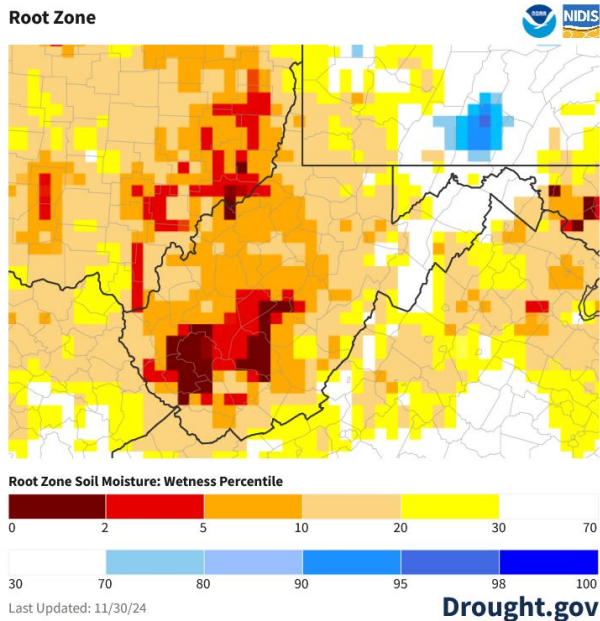 Root Zone
NOAA
NIDIS
Root Zone Soil Moisture: Wetness Percentile
0 2 5 10 20 30 70
30 70 80 90 95 98 100
Last Updated: 11/30/24
Drought.gov